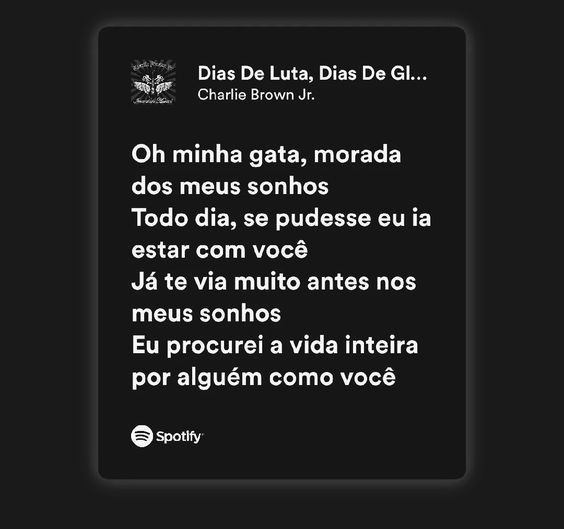 Dias De Luta, Dias De Gl...
Charlie Brown Jr.
Oh minha gata, morada
dos meus sonhos
Todo dia, se pudesse eu ia
estar com você
Já te via muito antes nos
meus sonhos
Eu procurei a vida inteira
por alguém como você
Spotify